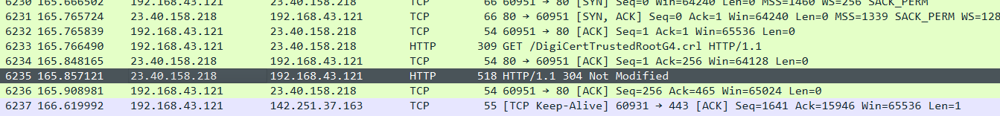 6230 165.666502 192.168.43.121 23.40.158.218 TCP 66 60951 → 80 [SYN] Seq=0 Win=64240 Len=0 MSS=1460 WS=256 SACK_PERM
6231 165.765724 23.40.158.218 192.168.43.121 TCP 66 80 → 60951 [SYN, ACK] Seq=0 Ack=1 Win=64240 Len=0 MSS=1339 SACK_PERM WS=128
6232 165.765839 192.168.43.121 23.40.158.218 TCP 54 60951 → 80 [ACK] Seq=1 Ack=1 Win=65536 Len=0
6233 165.766490 192.168.43.121 23.40.158.218 HTTP 309 GET /DigiCertTrustedRootG4.crl HTTP/1.1
6234 165.848165 23.40.158.218 192.168.43.121 TCP 54 80 → 60951 [ACK] Seq=1 Ack=256 Win=64128 Len=0
6235 165.857121 23.40.158.218 192.168.43.121 HTTP 518 HTTP/1.1 304 Not Modified
6236 165.908981 192.168.43.121 23.40.158.218 TCP 54 60951 → 80 [ACK] Seq=256 Ack=465 Win=65024 Len=0
6237 166.619992 192.168.43.121 142.251.37.163 TCP 55 [TCP Keep-Alive] 60931 → 443 [ACK] Seq=1641 Ack=15946 Win=65536 Len=1